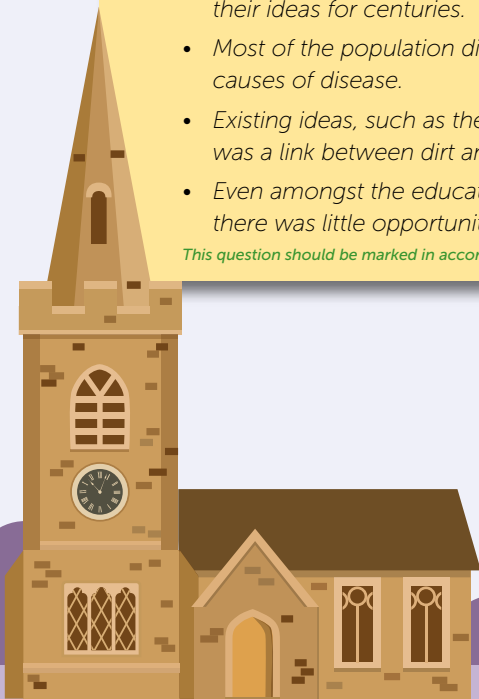 their ideas for centuries.
• Most of the population di
causes of disease.
• Existing ideas, such as the
was a link between dirt an
• Even amongst the educat
there was little opportunit
This question should be marked in accor